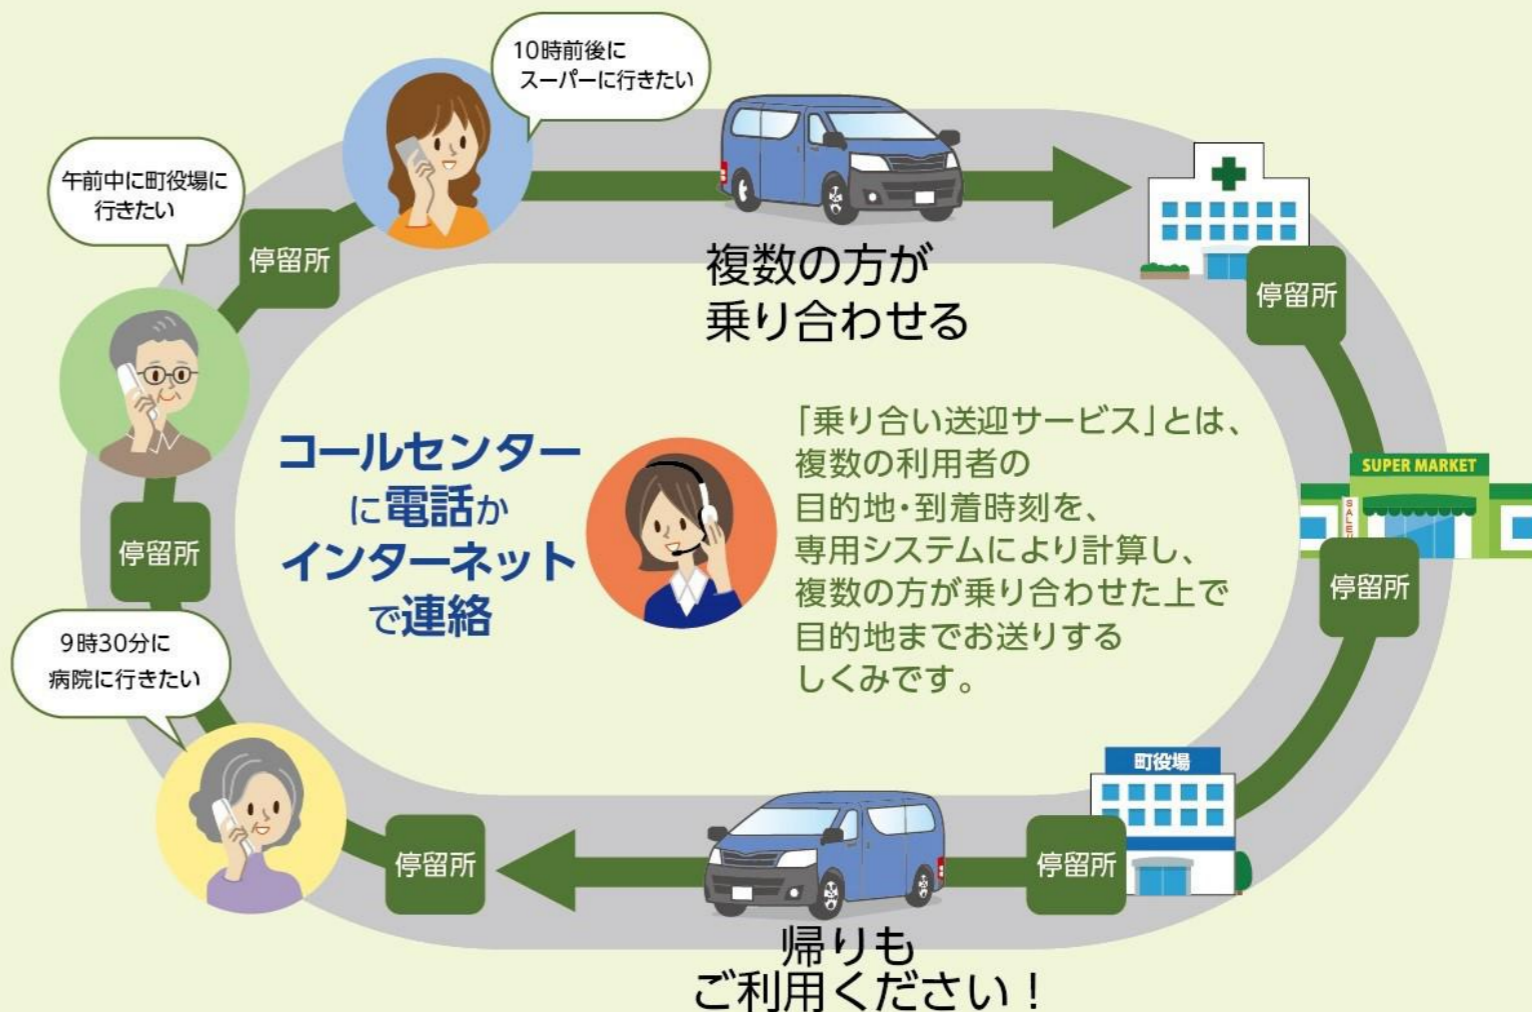 10時前後に
スーパーに行きたい
午前中に町役場に
行きたい
停留所
複数の方が
乗り合わせる
停留所
コールセンター
に電話か
インターネット
で連絡
「乗り合い送迎サービス」とは、
複数の利用者の
目的地・到着時刻を、
専用システムにより計算し、
複数の方が乗り合わせた上で
目的地までお送りする
しくみです。
SUPER MARKET
SALE
停留所
停留所
9時30分に
病院に行きたい
町役場
停留所
停留所
帰りも
ご利用ください！